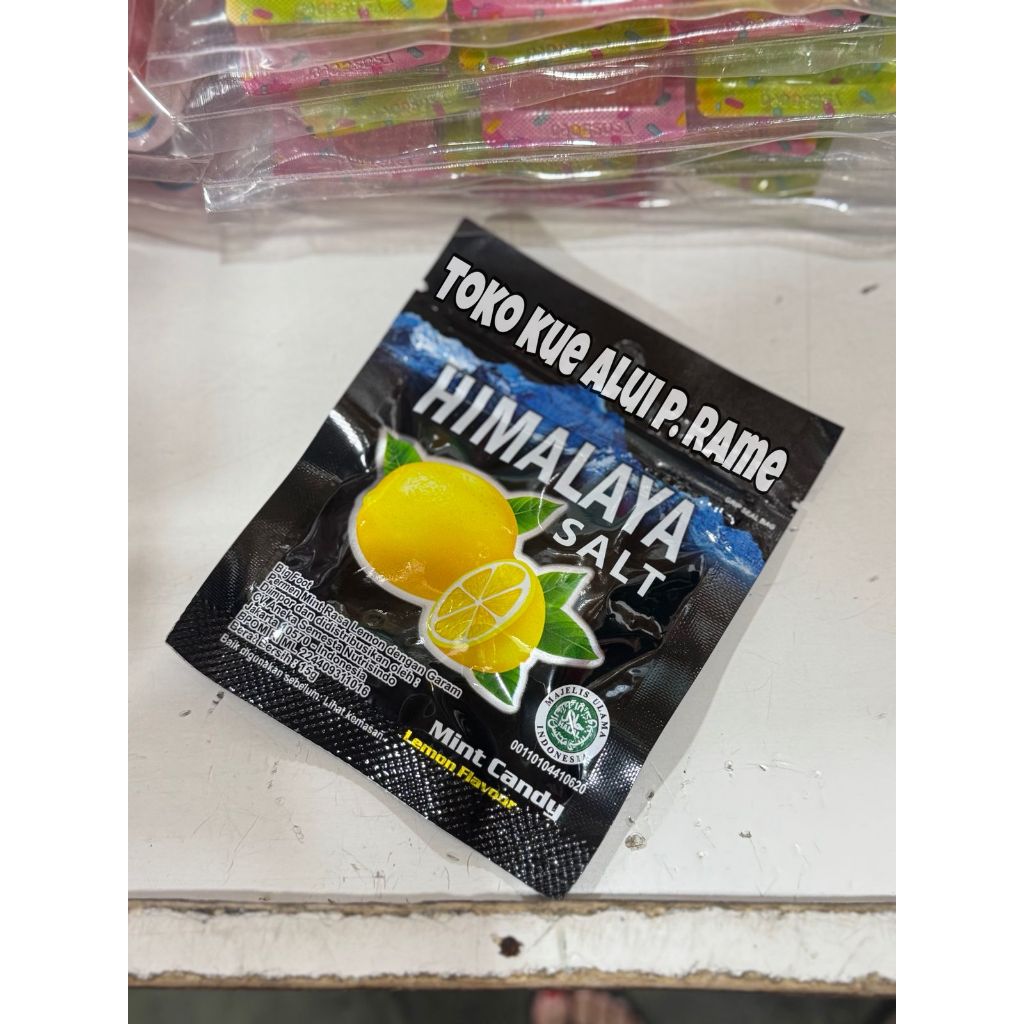 TOKO KUE ALUI P. RAME
HIMALAYA
SALT
Big Foot
Permen Mint Rasa Lemon dengan Garam
Diimpor dan didistribusikan oleh :
CV Aneka Semesta Nutrisindo
Jakarta 11570 - Indonesia
Berat Bersih : 15g
Baik digunakan sebelum: Lihat kemasan
Mint Candy
Lemon Flavour
MAJELIS ULAMA
HALAL
INDONESIA
00110104410620